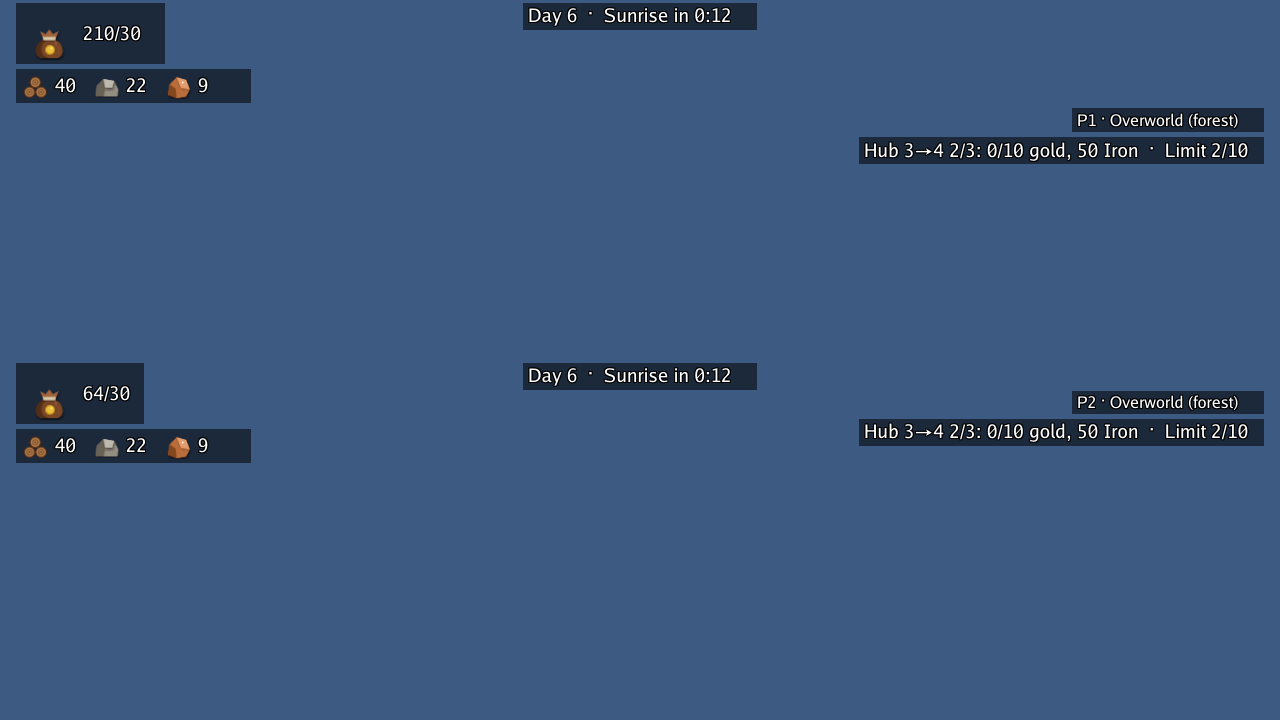 210/30
Day 6 · Sunrise in 0:12
40 22 9
P1 · Overworld (forest)
Hub 3→4 2/3: 0/10 gold, 50 Iron · Limit 2/10
64/30
Day 6 · Sunrise in 0:12
P2 · Overworld (forest)
Hub 3→4 2/3: 0/10 gold, 50 Iron · Limit 2/10
40 22 9